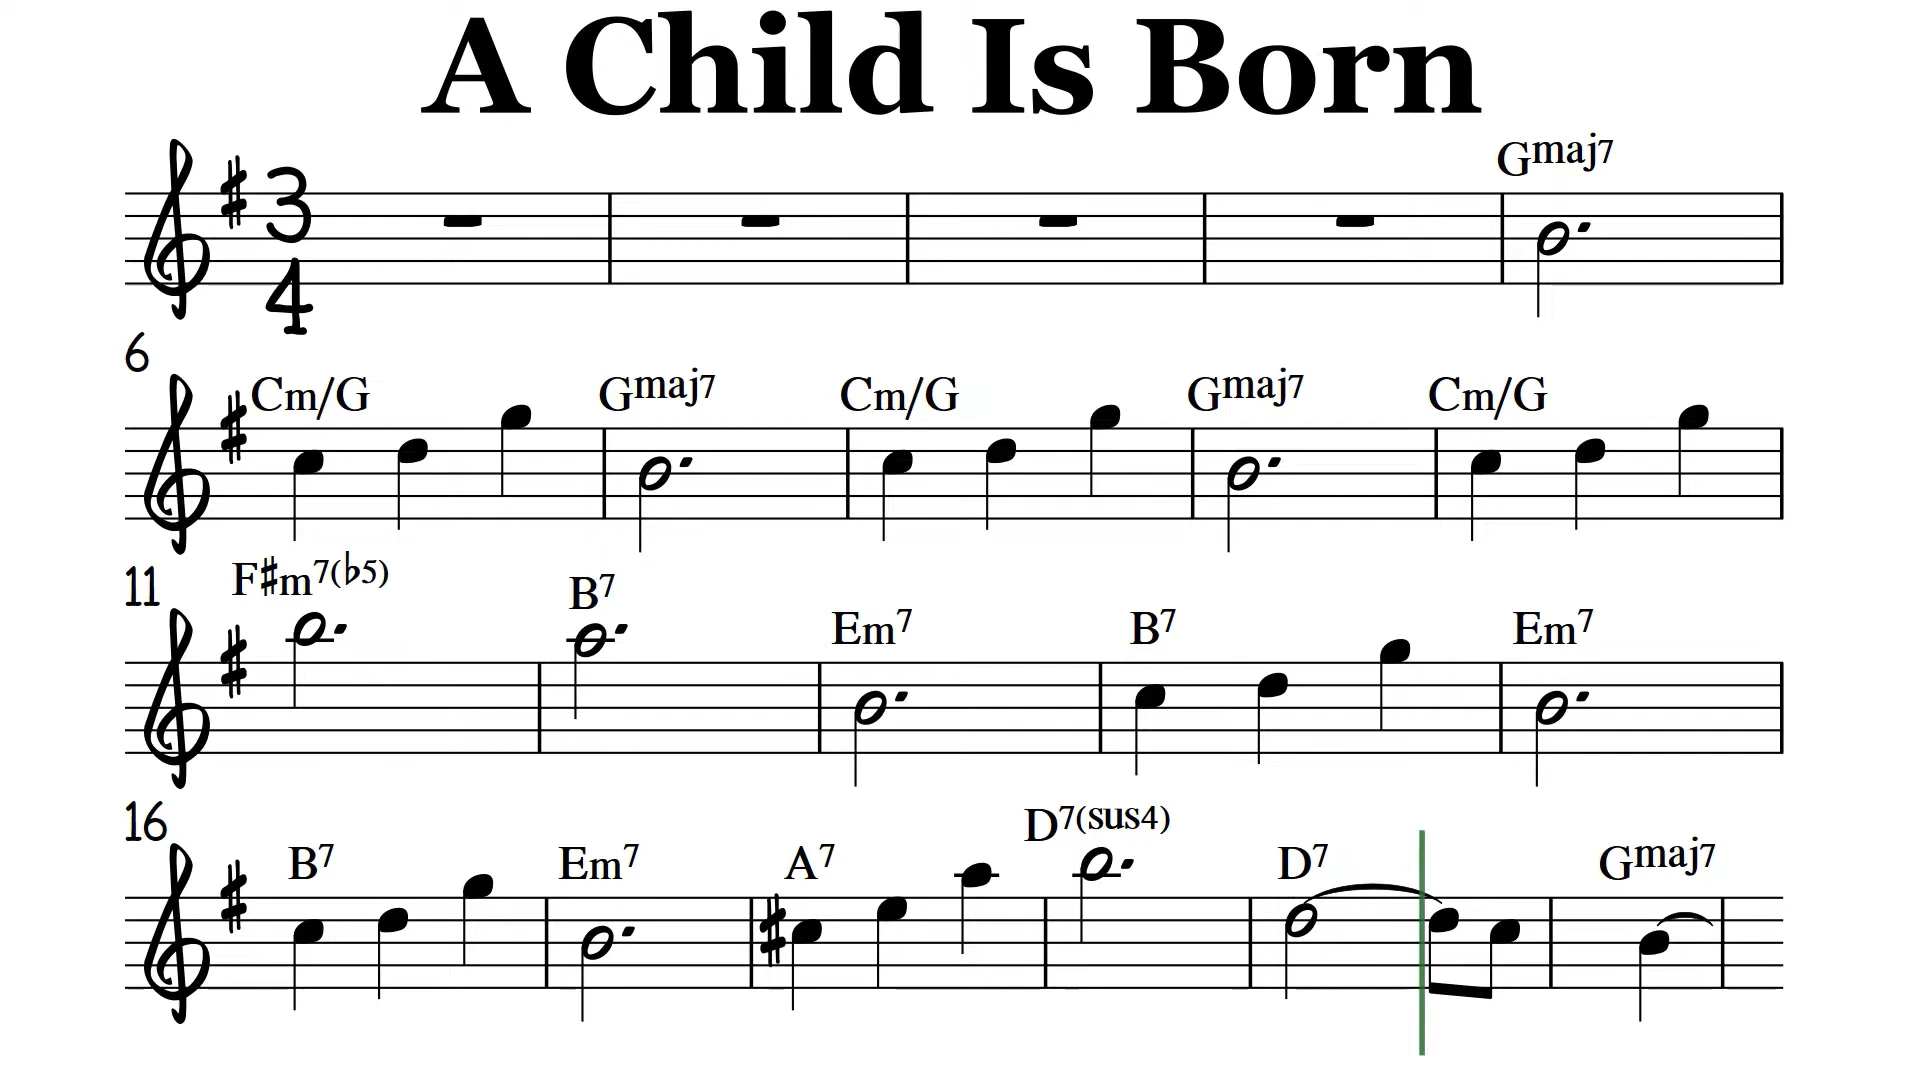 A Child Is Born
3
4
Gmaj7
6
Cm/G Gmaj7 Cm/G Gmaj7 Cm/G
11
F♯m7(♭5) B7 Em7 B7 Em7
16
B7 Em7 A7 D7(sus4) D7 Gmaj7